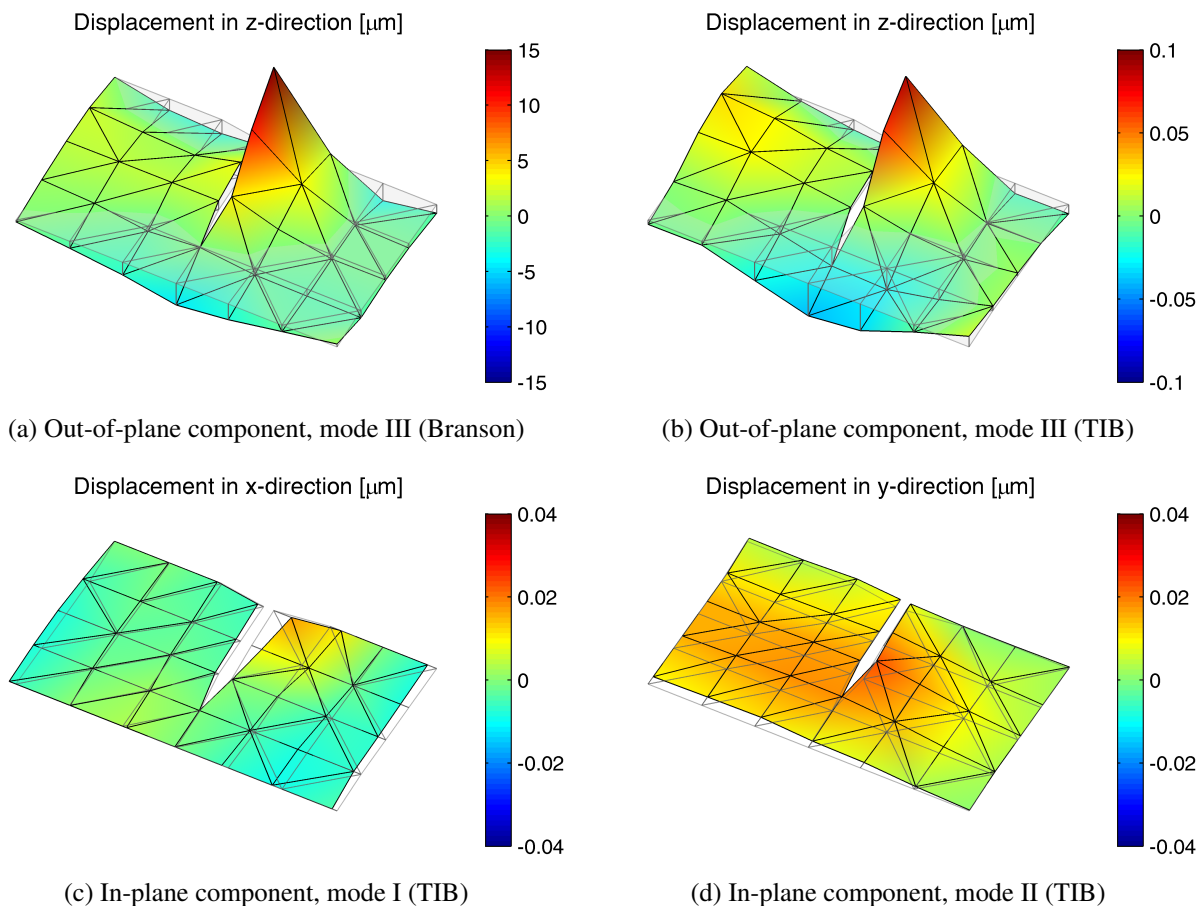 Displacement in z-direction [μm]
15
10
5
0
-5
-10
-15
(a) Out-of-plane component, mode III (Branson)
Displacement in z-direction [μm]
0.1
0.05
0
-0.05
-0.1
(b) Out-of-plane component, mode III (TIB)
Displacement in x-direction [μm]
0.04
0.02
0
-0.02
-0.04
(c) In-plane component, mode I (TIB)
Displacement in y-direction [μm]
0.04
0.02
0
-0.02
-0.04
(d) In-plane component, mode II (TIB)